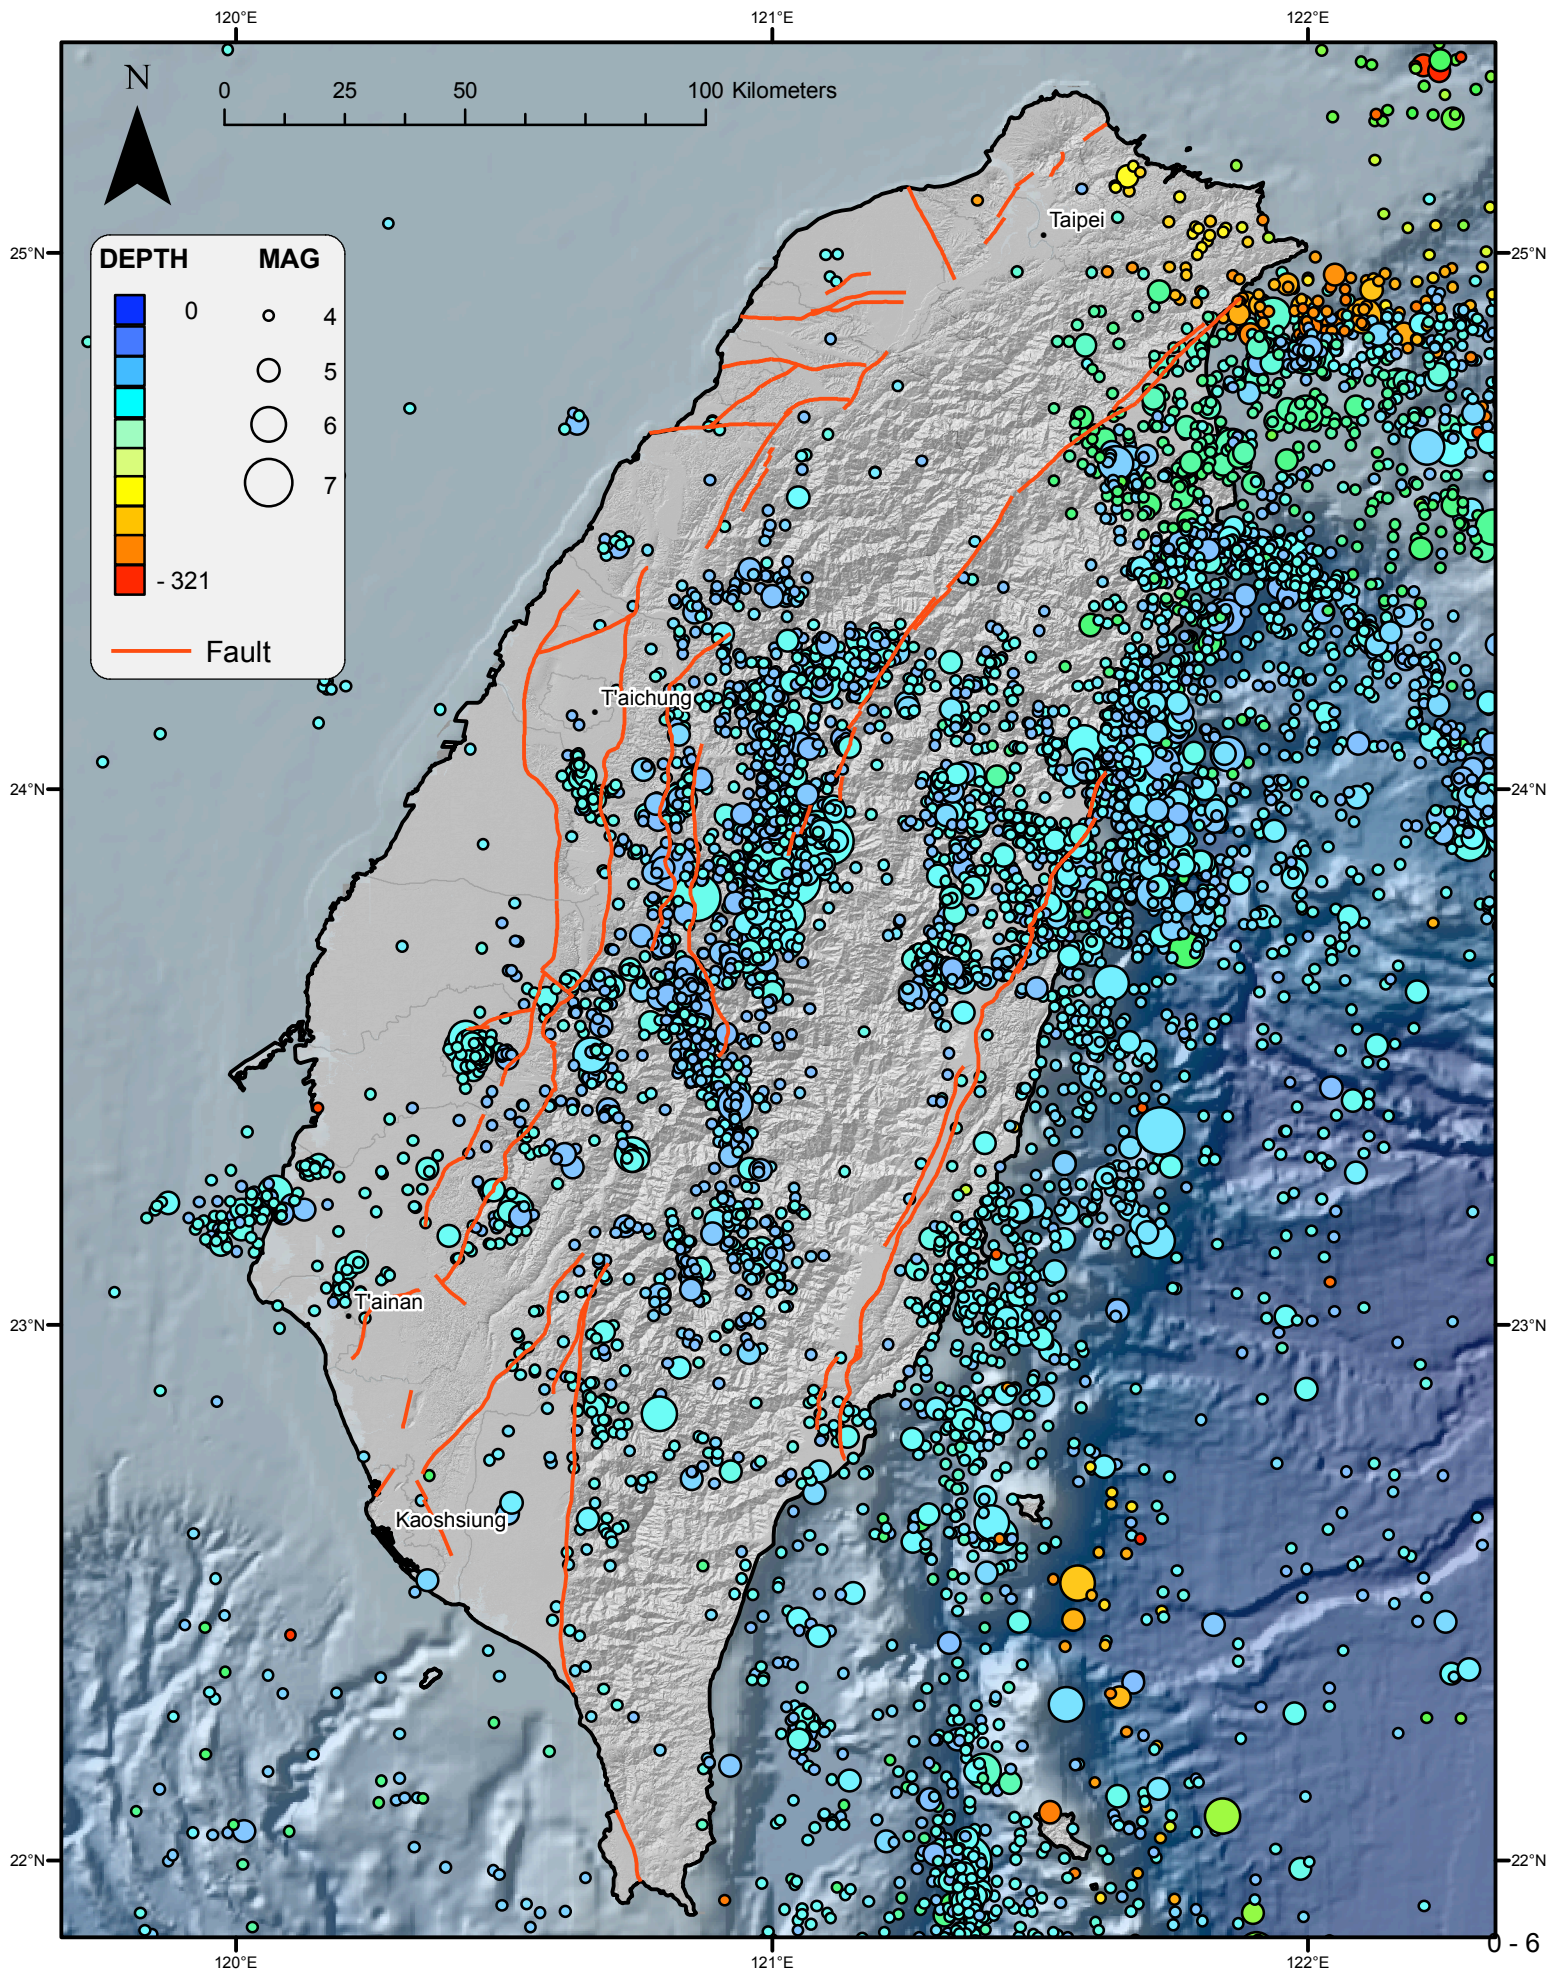 120°E 121°E 122°E
N
0 25 50 100 Kilometers
25°N 25°N
DEPTH MAG
0 4
5
6
7
- 321
Fault
Taipei
T'aichung
24°N 24°N
T'ainan
23°N 23°N
Kaoshsiung
22°N 22°N
0 - 6
120°E 121°E 122°E